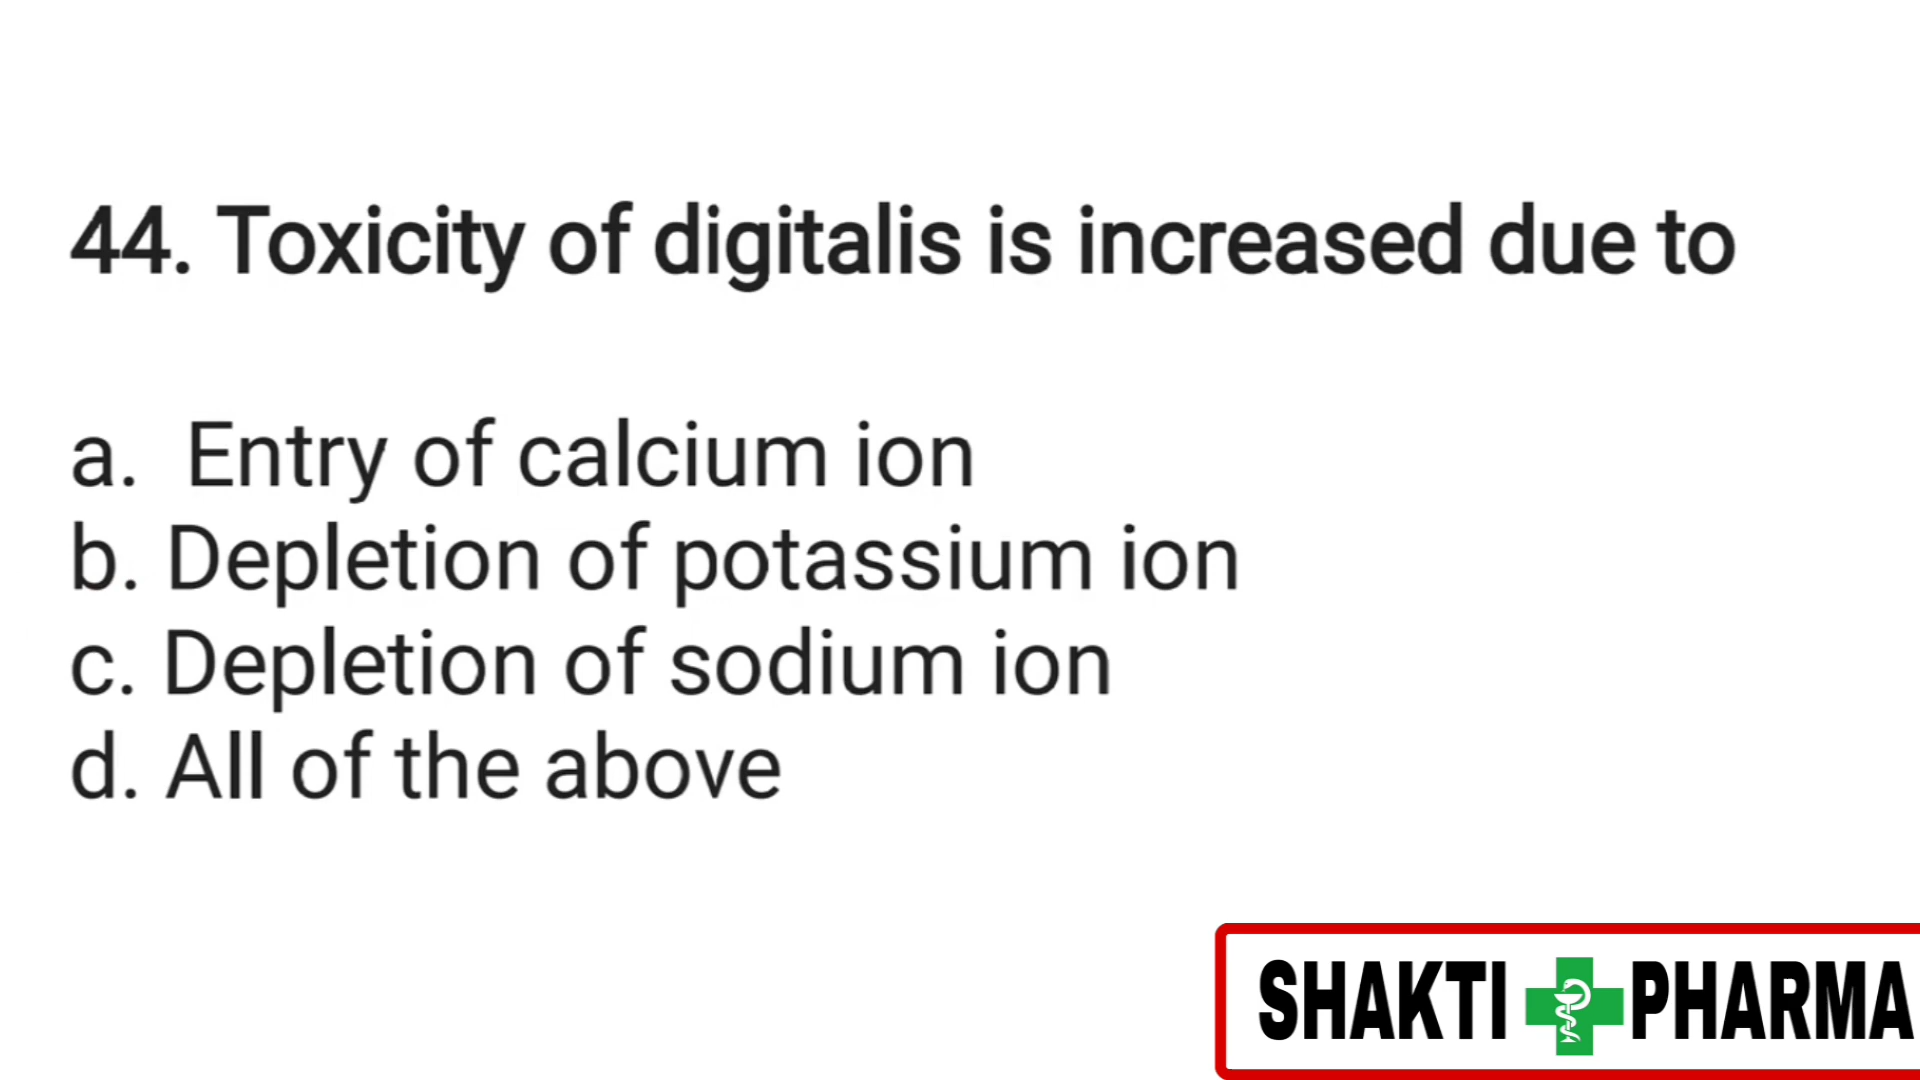 44. Toxicity of digitalis is increased due to
a. Entry of calcium ion
b. Depletion of potassium ion
c. Depletion of sodium ion
d. All of the above
SHAKTI PHARMA